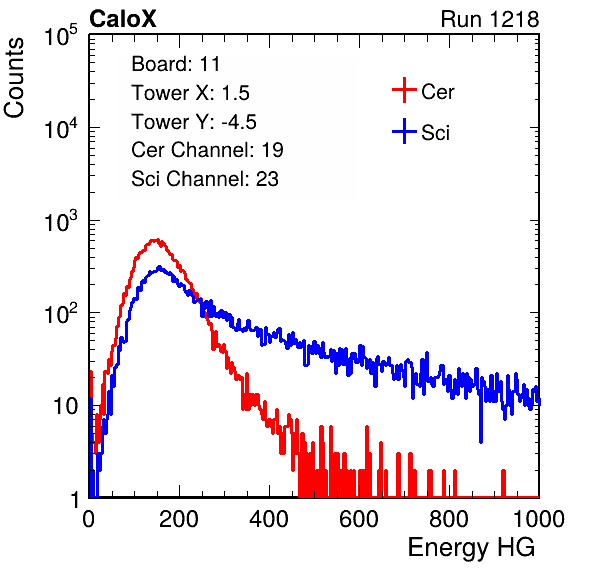 CaloX Run 1218
Counts
10^5
10^4
10^3
10^2
10
1
Board: 11
Tower X: 1.5
Tower Y: -4.5
Cer Channel: 19
Sci Channel: 23
Cer
Sci
0 200 400 600 800 1000
Energy HG